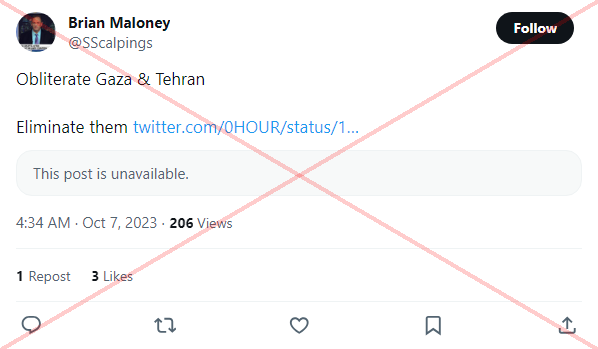 Brian Maloney
@SScalpings
Follow
Obliterate Gaza & Tehran
Eliminate them twitter.com/0HOUR/status/1...
This post is unavailable.
4:34 AM · Oct 7, 2023 · 206 Views
1 Repost 3 Likes